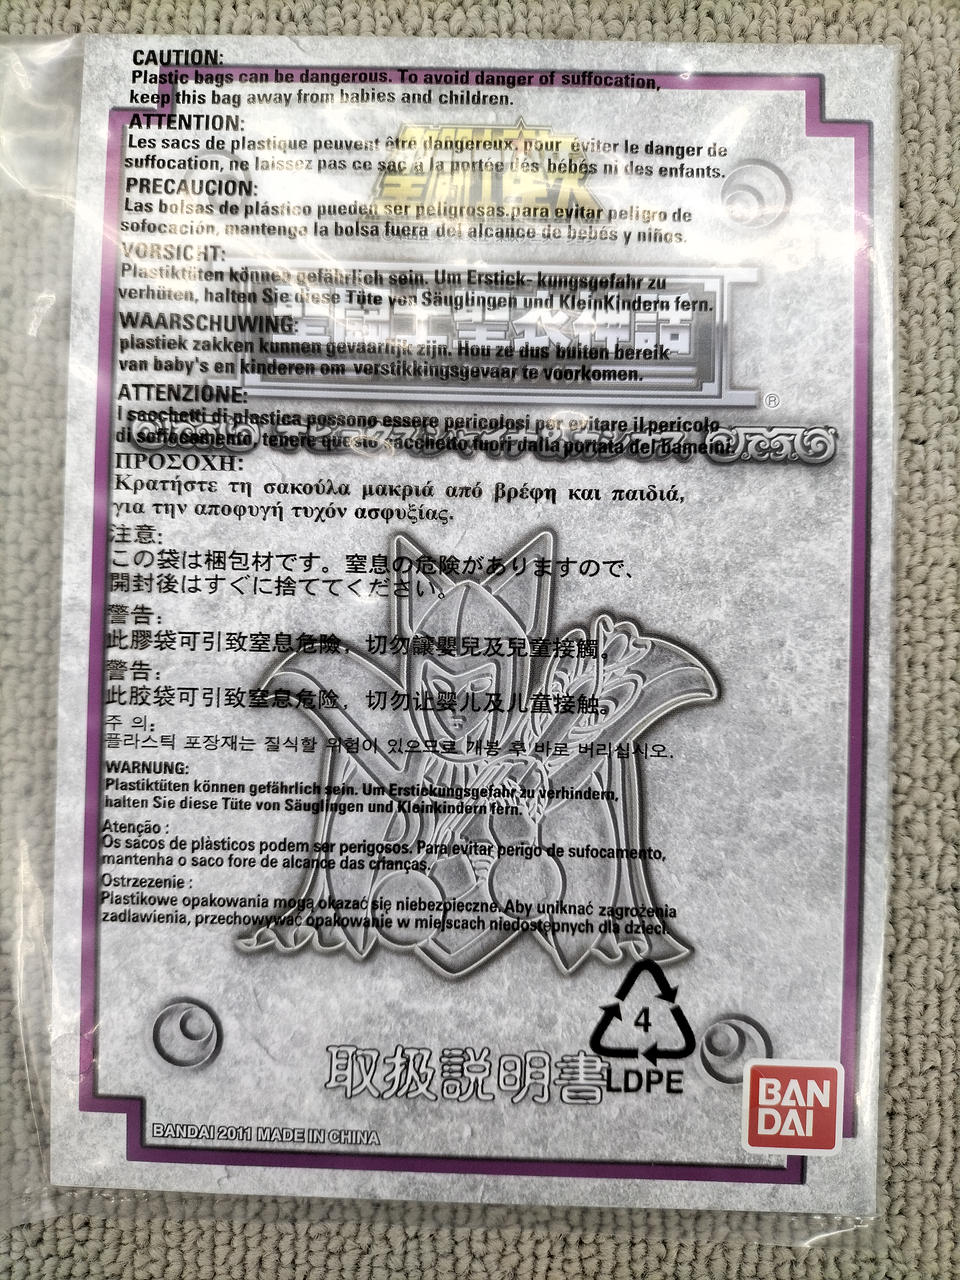 CAUTION:
Plastic bags can be dangerous. To avoid danger of suffocation,
keep this bag away from babies and children.
ATTENTION:
Les sacs de plastique peuvent être dangereux. pour éviter le danger de
suffocation, ne laissez pas ce sac à la portée dés bébés ni des enfants.
PRECAUCION:
Las bolsas de plástico pueden ser peligrosas.para evitar peligro de
sofocación, mantenga la bolsa fuera del alcance de bebés y niños.
VORSICHT:
Plastiktüten können gefährlich sein. Um Erstick- kungsgefahr zu
verhüten, halten Sie diese Tüte von Säuglingen und KleinKindern fern.
WAARSCHUWING:
plastiek zakken kunnen gevaarlijk zijn. Hou ze dus buiten bereik
van baby's en kinderen om verstikkingsgevaar te voorkomen.
聖闘士聖衣神話
®
ATTENZIONE:
I sacchetti di plastica possono essere pericolosi per evitare il pericolo
di suffocamento, tenere questo sacchetto fuori dalla portata dei bameini.
ΠΡΟΣΟΧΗ:
Κρατήστε τη σακούλα μακριά από βρέφη και παιδιά,
για την αποφυγή τυχόν ασφυξίας.
注意:
この袋は梱包材です。窒息の危険がありますので、
開封後はすぐに捨ててください。
警告:
此膠袋可引致窒息危險，切勿讓嬰兒及兒童接觸。
警告:
此胶袋可引致窒息危险，切勿让婴儿及儿童接触。
주 의:
플라스틱 포장재는 질식할 위험이 있으므로 개봉 후 바로 버리십시오.
WARNUNG:
Plastiktüten können gefährlich sein. Um Erstickungsgefahr zu verhindern,
halten Sie diese Tüte von Säuglingen und Kleinkindern fern.
Atenção :
Os sacos de plàsticos podem ser perigosos. Para evitar perigo de sufocamento,
mantenha o saco fore de alcance das crianças.
Ostrzezenie :
Plastikowe opakowania mogą okazać się niebezpieczne. Aby uniknać zagrożenia
zadlawienia, przechowywać opakowanie w miejscach niedostępnych dla dzieci.
4
LDPE
取扱説明書
BANDAI 2011 MADE IN CHINA
BAN
DAI